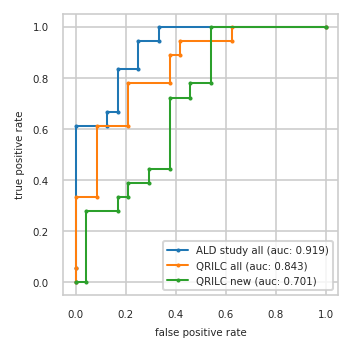 1.0
0.8
0.6
0.4
0.2
0.0
true positive rate
ALD study all (auc: 0.919)
QRILC all (auc: 0.843)
QRILC new (auc: 0.701)
0.0 0.2 0.4 0.6 0.8 1.0
false positive rate